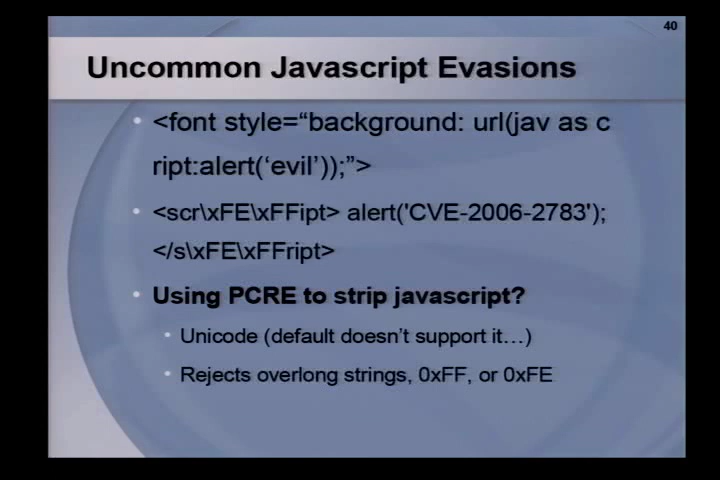 40
Uncommon Javascript Evasions
• <font style=“background: url(jav as c
ript:alert(‘evil’));”>
• <scr\xFE\xFFipt> alert('CVE-2006-2783');
</s\xFE\xFFript>
• Using PCRE to strip javascript?
• Unicode (default doesn’t support it…)
• Rejects overlong strings, 0xFF, or 0xFE